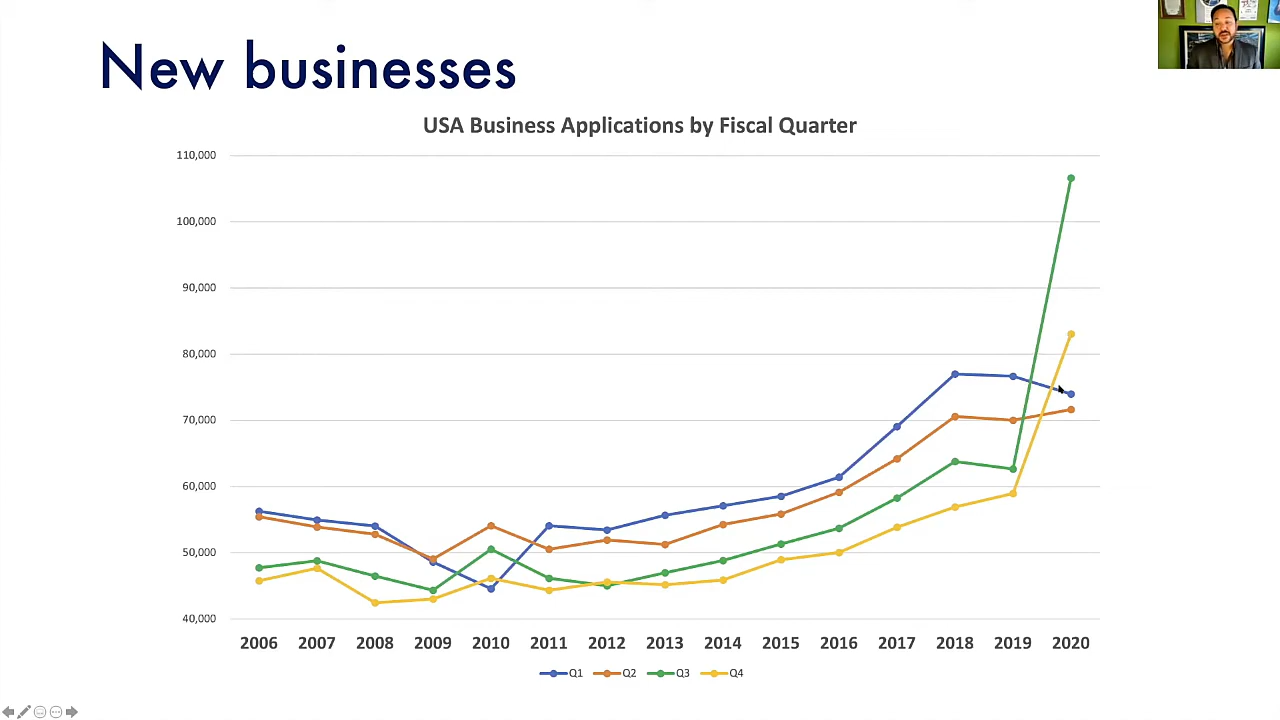 New businesses
USA Business Applications by Fiscal Quarter
110,000
100,000
90,000
80,000
70,000
60,000
50,000
40,000
2006 2007 2008 2009 2010 2011 2012 2013 2014 2015 2016 2017 2018 2019 2020
Q1 Q2 Q3 Q4